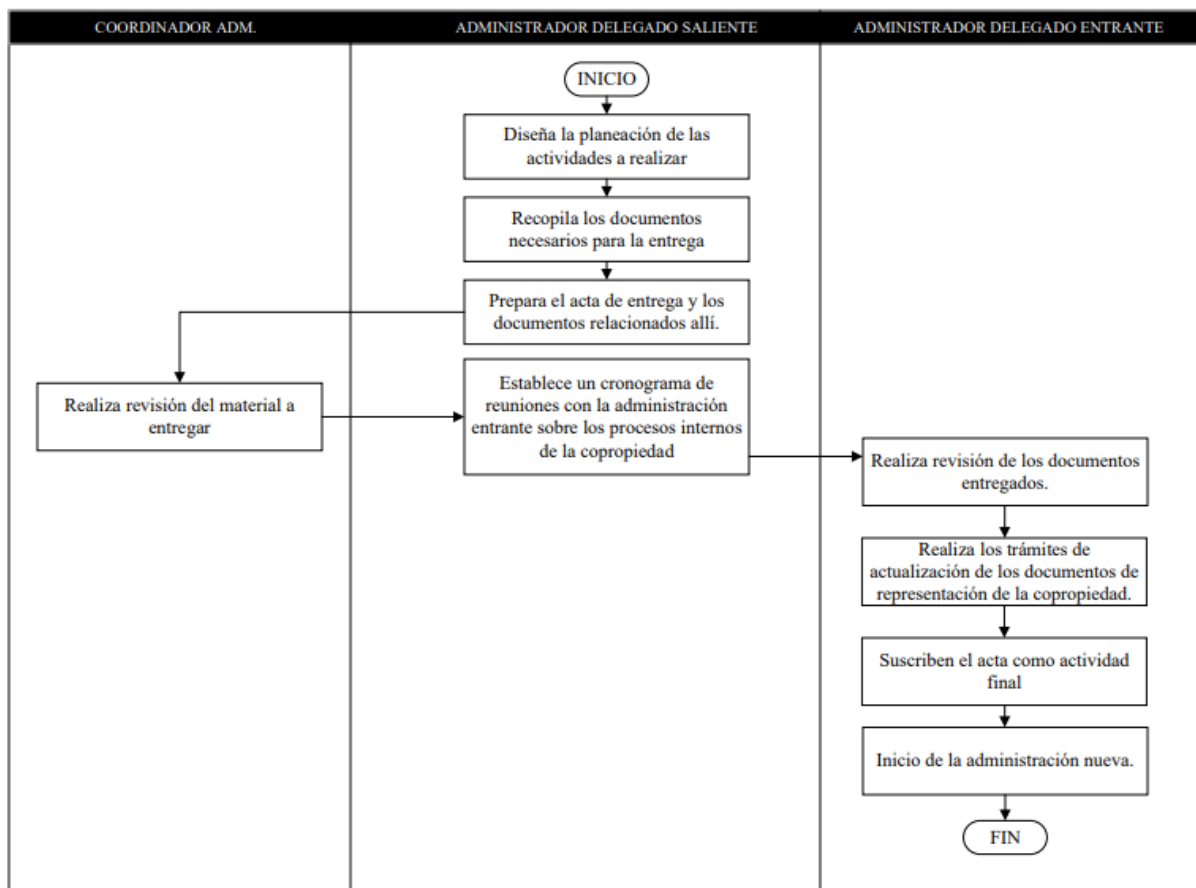 COORDINADOR ADM.
ADMINISTRADOR DELEGADO SALIENTE
ADMINISTRADOR DELEGADO ENTRANTE
INICIO
Diseña la planeación de las
actividades a realizar
Recopila los documentos
necesarios para la entrega
Prepara el acta de entrega y los
documentos relacionados allí.
Realiza revisión del material a
entregar
Establece un cronograma de
reuniones con la administración
entrante sobre los procesos internos
de la copropiedad
Realiza revisión de los documentos
entregados.
Realiza los trámites de
actualización de los documentos de
representación de la copropiedad.
Suscriben el acta como actividad
final
Inicio de la administración nueva.
FIN